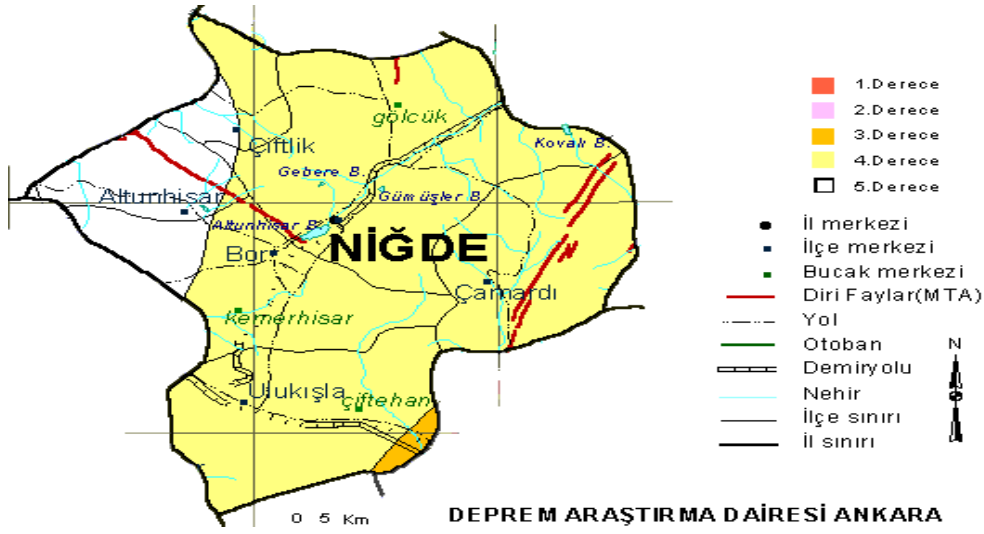 gölcük
Çiftlik
Kovalı B.
Gebere B.
Altunhisar
Gümüşler B.
Altunhisar B.
NİĞDE
Bor
Çamardı
Kemerhisar
Ulukışla
Çiftehan
0 5 Km
1.Derece
2.Derece
3.Derece
4.Derece
5.Derece
İl merkezi
İlçe merkezi
Bucak merkezi
Diri Faylar(MTA)
Yol
Otoban
Demiryolu
Nehir
İlçe sınırı
İl sınırı
N
DEPREM ARAŞTIRMA DAİRESİ ANKARA